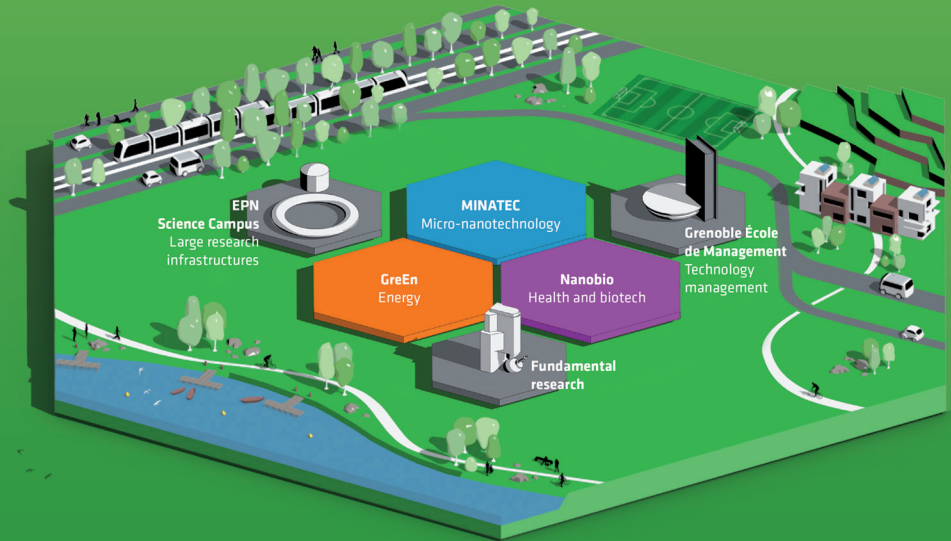 EPN
Science Campus
Large research
infrastructures
MINATEC
Micro-nanotechnology
Grenoble École
de Management
Technology
management
GreEn
Energy
Nanobio
Health and biotech
Fundamental
research